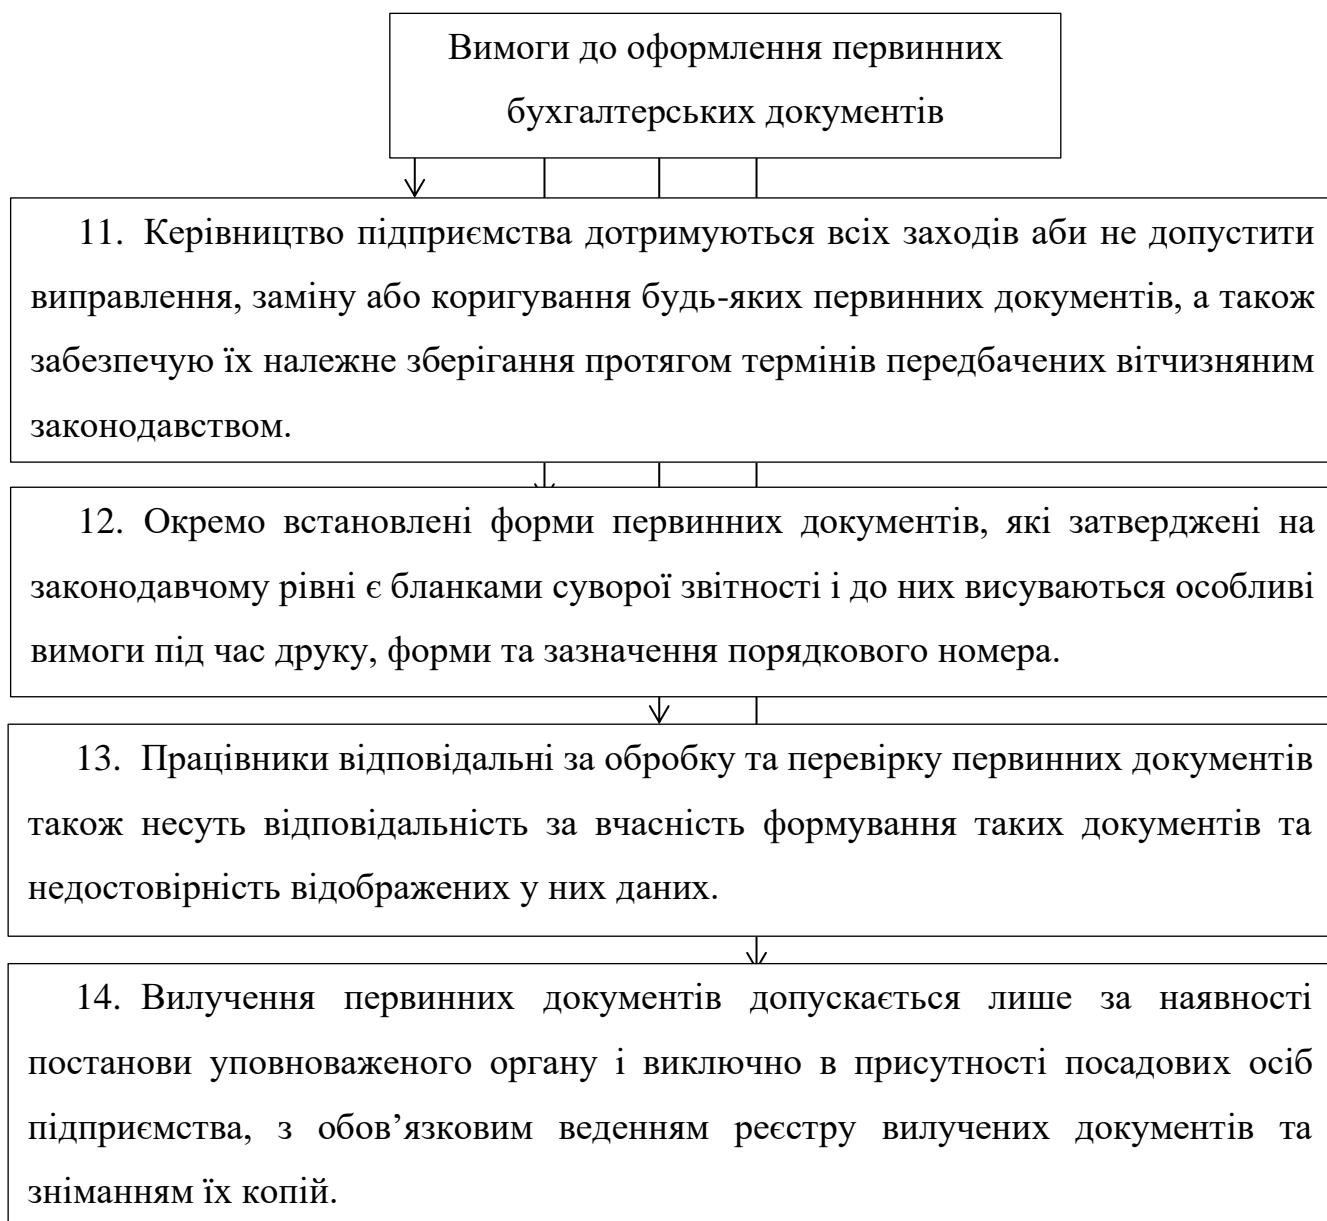 Вимоги до оформлення первинних
бухгалтерських документів
11. Керівництво підприємства дотримуються всіх заходів аби не допустити
виправлення, заміну або коригування будь-яких первинних документів, а також
забезпечую їх належне зберігання протягом термінів передбачених вітчизняним
законодавством.
12. Окремо встановлені форми первинних документів, які затверджені на
законодавчому рівні є бланками суворої звітності і до них висуваються особливі
вимоги під час друку, форми та зазначення порядкового номера.
13. Працівники відповідальні за обробку та перевірку первинних документів
також несуть відповідальність за вчасність формування таких документів та
недостовірність відображених у них даних.
14. Вилучення первинних документів допускається лише за наявності
постанови уповноваженого органу і виключно в присутності посадових осіб
підприємства, з обов’язковим веденням реєстру вилучених документів та
зніманням їх копій.